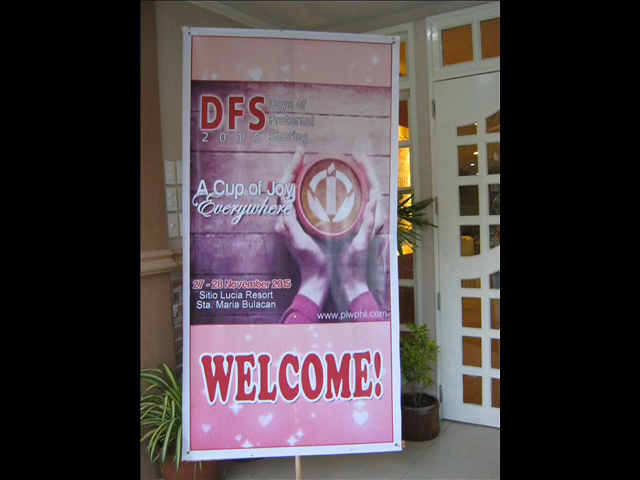 DFS
Days of
Fraternal
Sharing
2015
A Cup of Joy
Everywhere
27 - 28 November 2015
Sitio Lucia Resort
Sta. Maria Bulacan
www.plwphil.com
WELCOME!